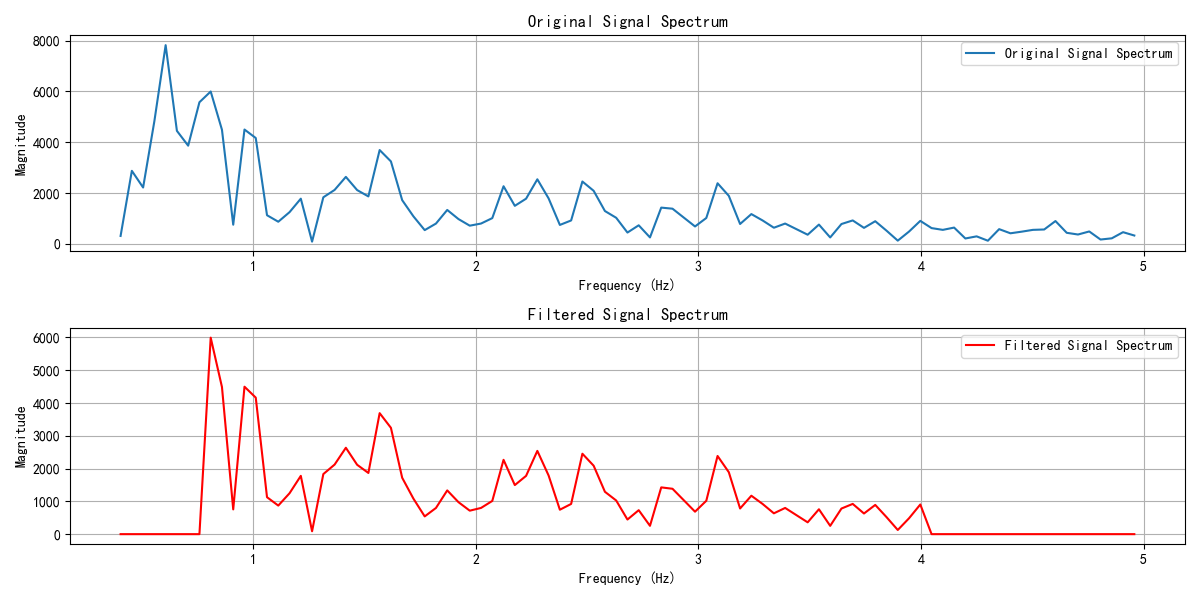 Original Signal Spectrum
8000
6000
4000
2000
0
Magnitude
Original Signal Spectrum
1 2 3 4 5
Frequency (Hz)
Filtered Signal Spectrum
6000
5000
4000
3000
2000
1000
0
Magnitude
Filtered Signal Spectrum
1 2 3 4 5
Frequency (Hz)